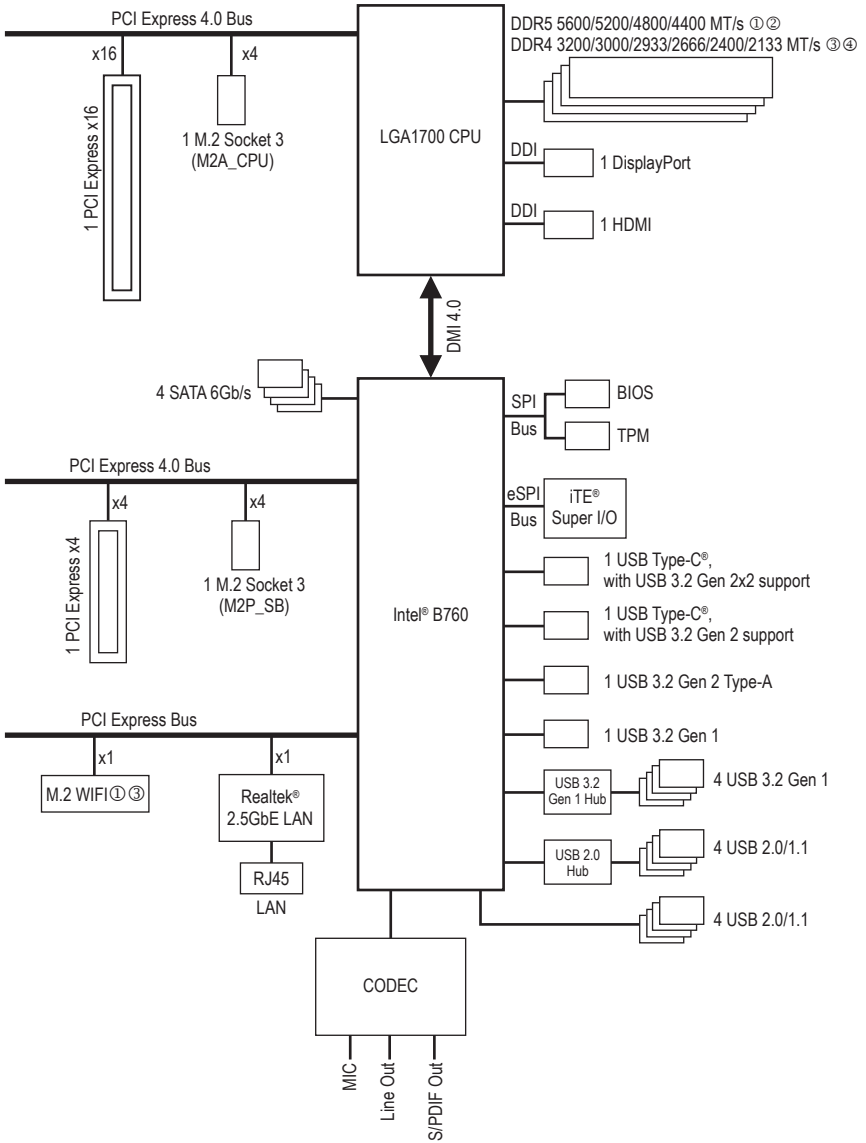 PCI Express 4.0 Bus
x16
x4
1 PCI Express x16
1 M.2 Socket 3
(M2A_CPU)
LGA1700 CPU
DDR5 5600/5200/4800/4400 MT/s ①②
DDR4 3200/3000/2933/2666/2400/2133 MT/s ③④
DDI
1 DisplayPort
DDI
1 HDMI
DMI 4.0
4 SATA 6Gb/s
SPI
Bus
BIOS
TPM
PCI Express 4.0 Bus
x4
x4
1 PCI Express x4
1 M.2 Socket 3
(M2P_SB)
Intel® B760
eSPI
Bus
iTE®
Super I/O
1 USB Type-C®,
with USB 3.2 Gen 2x2 support
1 USB Type-C®,
with USB 3.2 Gen 2 support
1 USB 3.2 Gen 2 Type-A
1 USB 3.2 Gen 1
PCI Express Bus
x1
x1
M.2 WIFI①③
Realtek®
2.5GbE LAN
RJ45
LAN
USB 3.2
Gen 1 Hub
4 USB 3.2 Gen 1
USB 2.0
Hub
4 USB 2.0/1.1
4 USB 2.0/1.1
CODEC
MIC
Line Out
S/PDIF Out